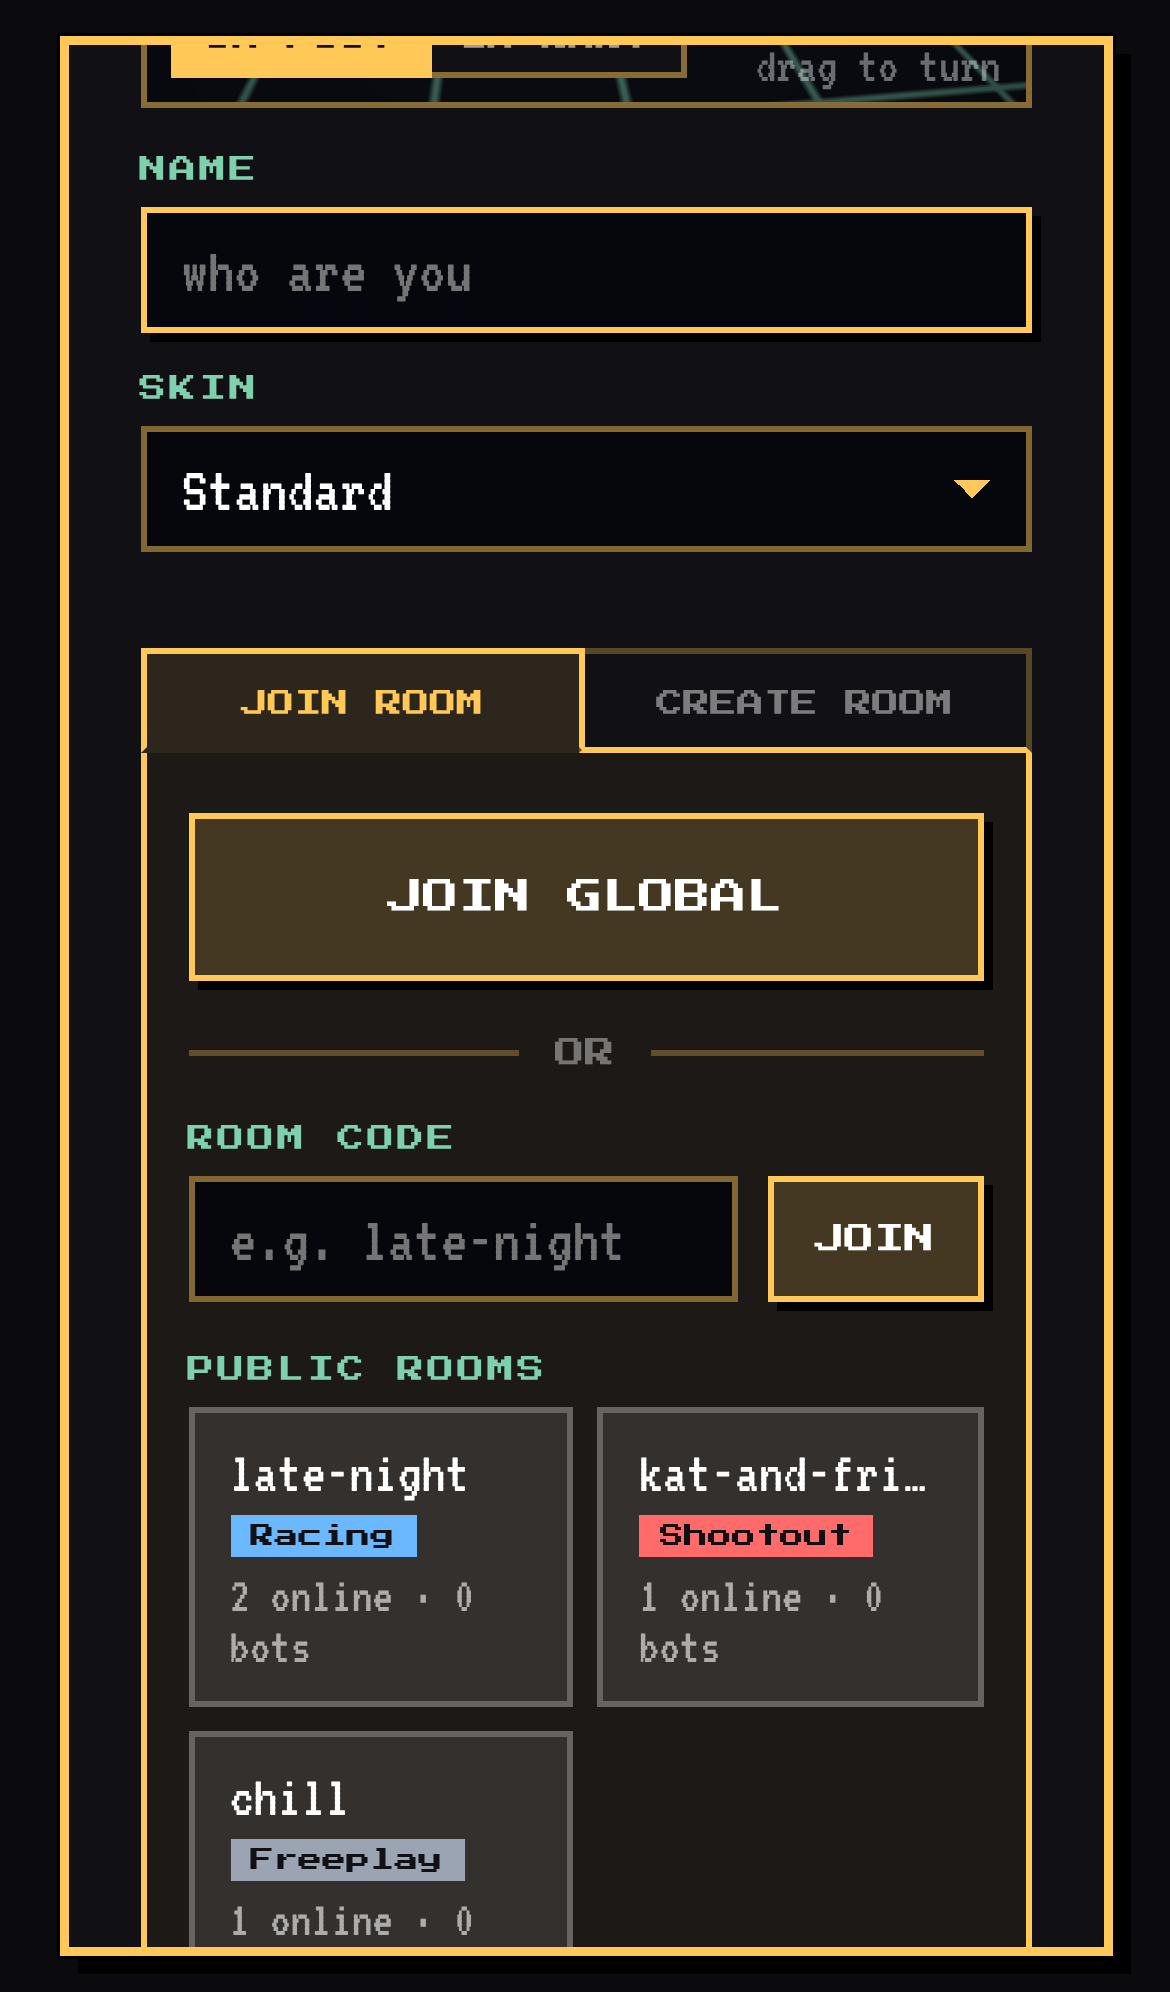 drag to turn
NAME
who are you
SKIN
Standard
JOIN ROOM
CREATE ROOM
JOIN GLOBAL
OR
ROOM CODE
e.g. late-night
JOIN
PUBLIC ROOMS
late-night
Racing
2 online · 0
bots
kat-and-fri…
Shootout
1 online · 0
bots
chill
Freeplay
1 online · 0